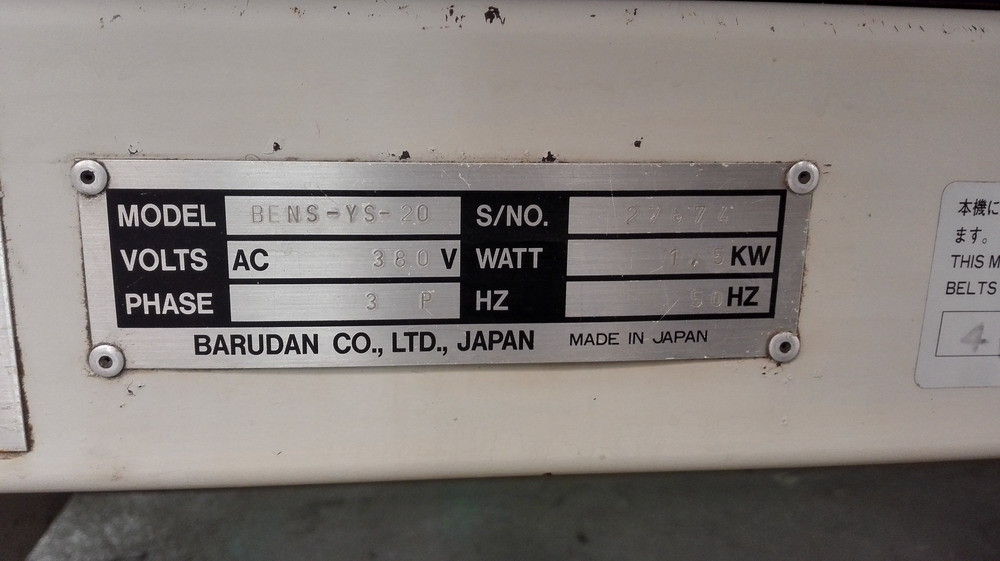 MODEL BENS-YS-20 S/NO. 27474
VOLTS AC 380 V WATT 1,5 KW
PHASE 3 P HZ 50 HZ
BARUDAN CO., LTD., JAPAN MADE IN JAPAN
本機に
ます。
THIS M
BELTS
4